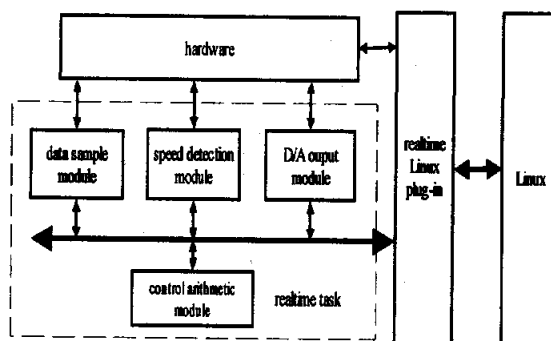 hardware
data sample
module
speed detection
module
D/A ouput
module
realtime
Linux
plug-in
Linux
control arithmetic
module
realtime task